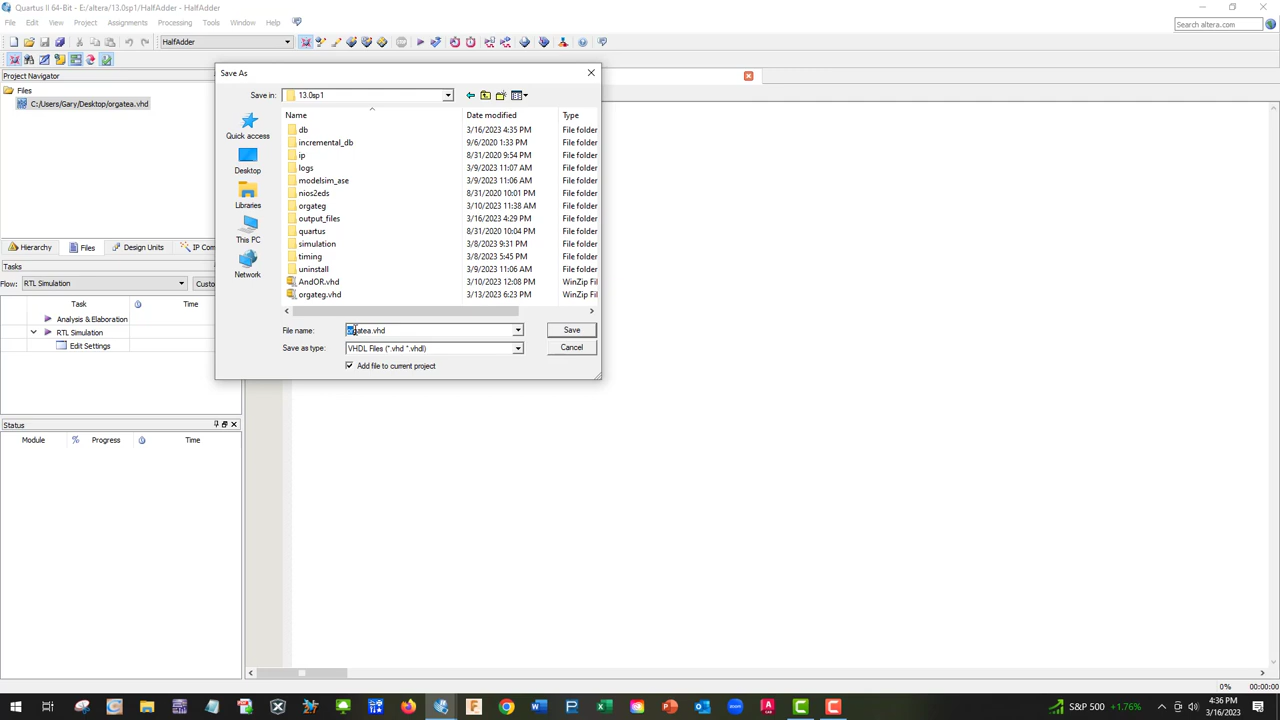 Quartus II 64-Bit - E:/altera/13.0sp1/HalfAdder - HalfAdder
File Edit View Project Assignments Processing Tools Window Help
Search altera.com
HalfAdder
Project Navigator
Files
C:/Users/Gary/Desktop/orgatea.vhd
Save As
Save in: 13.0sp1
Name Date modified Type
db 3/16/2023 4:35 PM File folder
incremental_db 9/6/2020 1:33 PM File folder
ip 8/31/2020 9:54 PM File folder
logs 3/9/2023 11:07 AM File folder
modelsim_ase 3/9/2023 11:06 AM File folder
nios2eds 8/31/2020 10:01 PM File folder
orgateg 3/10/2023 11:38 AM File folder
output_files 3/16/2023 4:29 PM File folder
quartus 8/31/2020 10:04 PM File folder
simulation 3/8/2023 9:31 PM File folder
timing 3/8/2023 5:45 PM File folder
uninstall 3/9/2023 11:06 AM File folder
AndOR.vhd 3/10/2023 12:08 PM WinZip Fil
orgateg.vhd 3/13/2023 6:23 PM WinZip Fil
Quick access
Desktop
Libraries
This PC
Network
File name: orgatea.vhd
Save
Save as type: VHDL Files (*.vhd *.vhdl)
Cancel
Add file to current project
Hierarchy Files Design Units IP Com
Tasks
Flow: RTL Simulation Custo
Task Time
Analysis & Elaboration
RTL Simulation
Edit Settings
Status
Module % Progress Time
0% 00:00:00
S&P 500 +1.76%
4:36 PM
3/16/2023